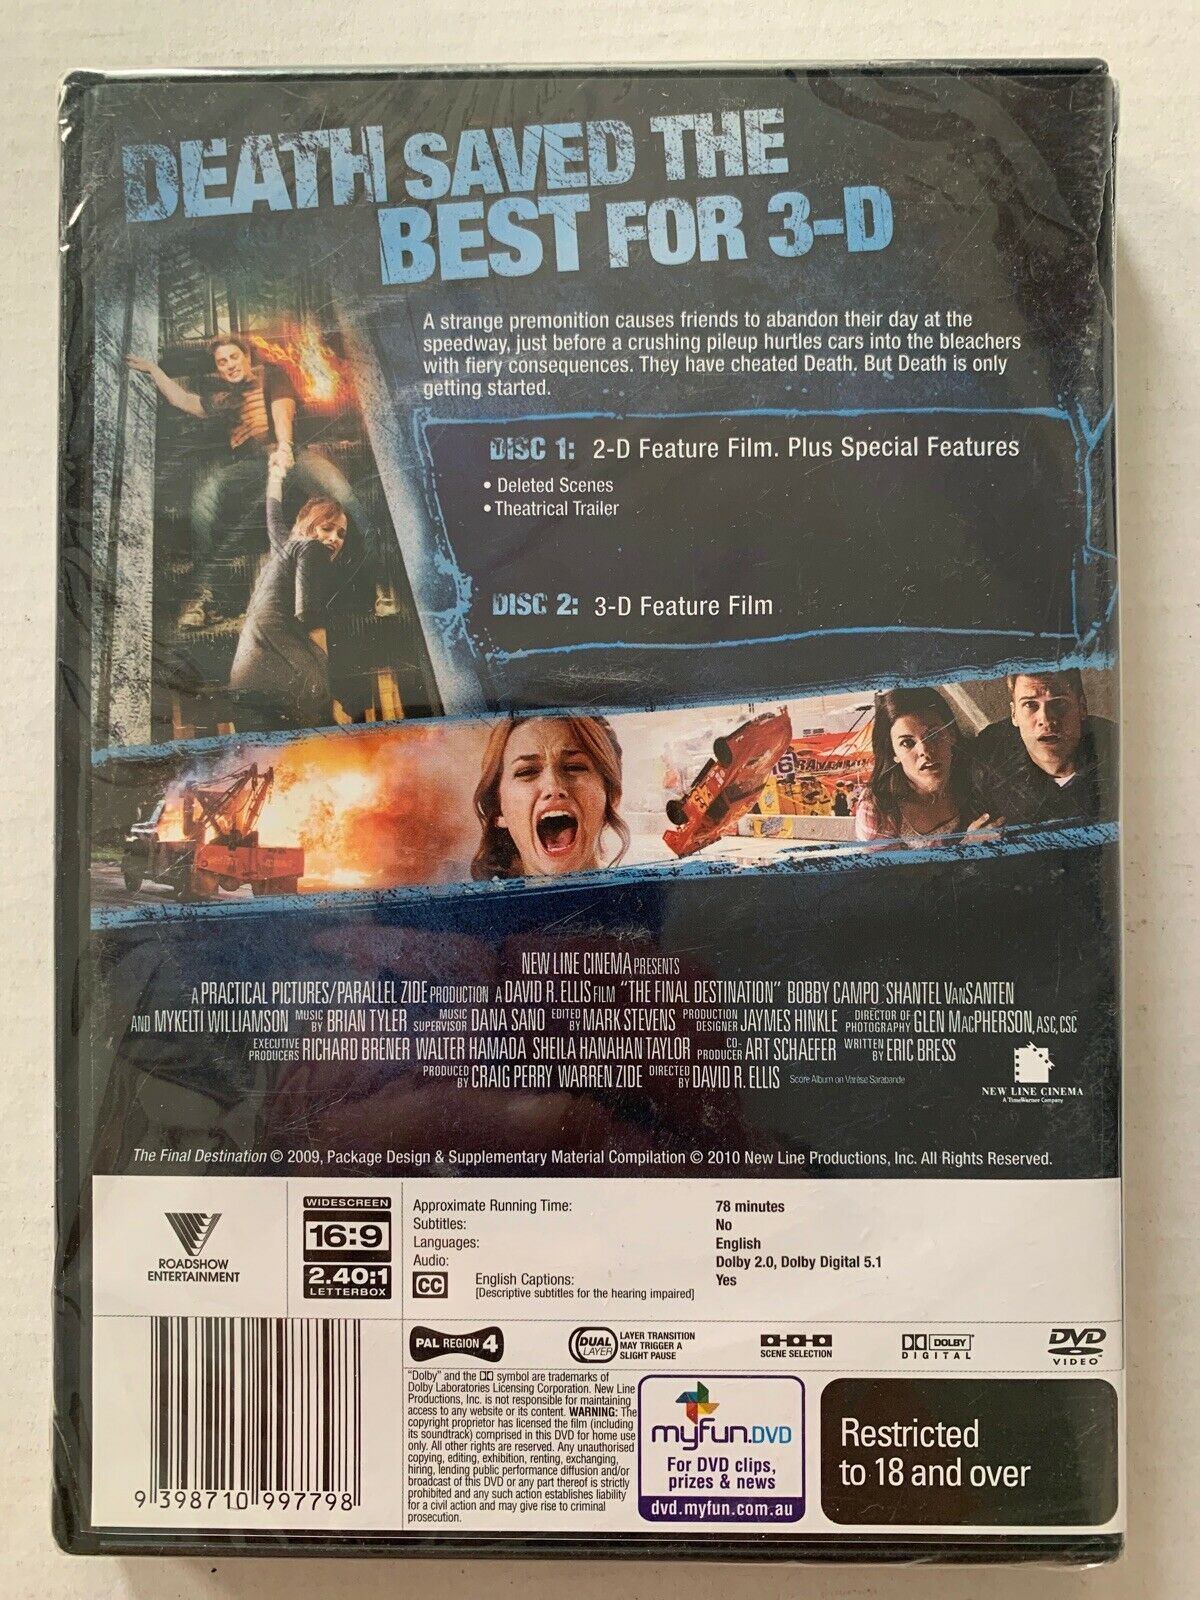 DEATH SAVED THE
BEST FOR 3-D
A strange premonition causes friends to abandon their day at the
speedway, just before a crushing pileup hurtles cars into the bleachers
with fiery consequences. They have cheated Death. But Death is only
getting started.
DISC 1: 2-D Feature Film. Plus Special Features
• Deleted Scenes
• Theatrical Trailer
DISC 2: 3-D Feature Film
NEW LINE CINEMA PRESENTS
A PRACTICAL PICTURES/PARALLEL ZIDE PRODUCTION A DAVID R. ELLIS FILM "THE FINAL DESTINATION" BOBBY CAMPO SHANTEL VANSANTEN
AND MYKELTI WILLIAMSON MUSIC BY BRIAN TYLER MUSIC SUPERVISOR DANA SANO EDITED BY MARK STEVENS PRODUCTION DESIGNER JAYMES HINKLE DIRECTOR OF PHOTOGRAPHY GLEN MACPHERSON, ASC, CSC
EXECUTIVE PRODUCERS RICHARD BRENER WALTER HAMADA SHEILA HANAHAN TAYLOR CO-PRODUCER ART SCHAEFER WRITTEN BY ERIC BRESS
PRODUCED BY CRAIG PERRY WARREN ZIDE DIRECTED BY DAVID R. ELLIS Score Album on Varèse Sarabande
NEW LINE CINEMA
A TimeWarner Company
The Final Destination © 2009, Package Design & Supplementary Material Compilation © 2010 New Line Productions, Inc. All Rights Reserved.
ROADSHOW
ENTERTAINMENT
WIDESCREEN
16:9
2.40:1
LETTERBOX
Approximate Running Time: 78 minutes
Subtitles: No
Languages: English
Audio: Dolby 2.0, Dolby Digital 5.1
CC English Captions: Yes
[Descriptive subtitles for the hearing impaired]
PAL REGION 4
DUAL LAYER
LAYER TRANSITION
MAY TRIGGER A
SLIGHT PAUSE
SCENE SELECTION
DOLBY
DIGITAL
DVD
VIDEO
"Dolby" and the DD symbol are trademarks of
Dolby Laboratories Licensing Corporation. New Line
Productions, Inc. is not responsible for maintaining
access to any website or its content. WARNING: The
copyright proprietor has licensed the film (including
its soundtrack) comprised in this DVD for home use
only. All other rights are reserved. Any unauthorised
copying, editing, exhibition, renting, exchanging,
hiring, lending public performance diffusion and/or
broadcast of this DVD or any part thereof is strictly
prohibited and any such action establishes liability
for a civil action and may give rise to criminal
prosecution.
myfun.DVD
For DVD clips,
prizes & news
dvd.myfun.com.au
Restricted
to 18 and over
9 398710 997798